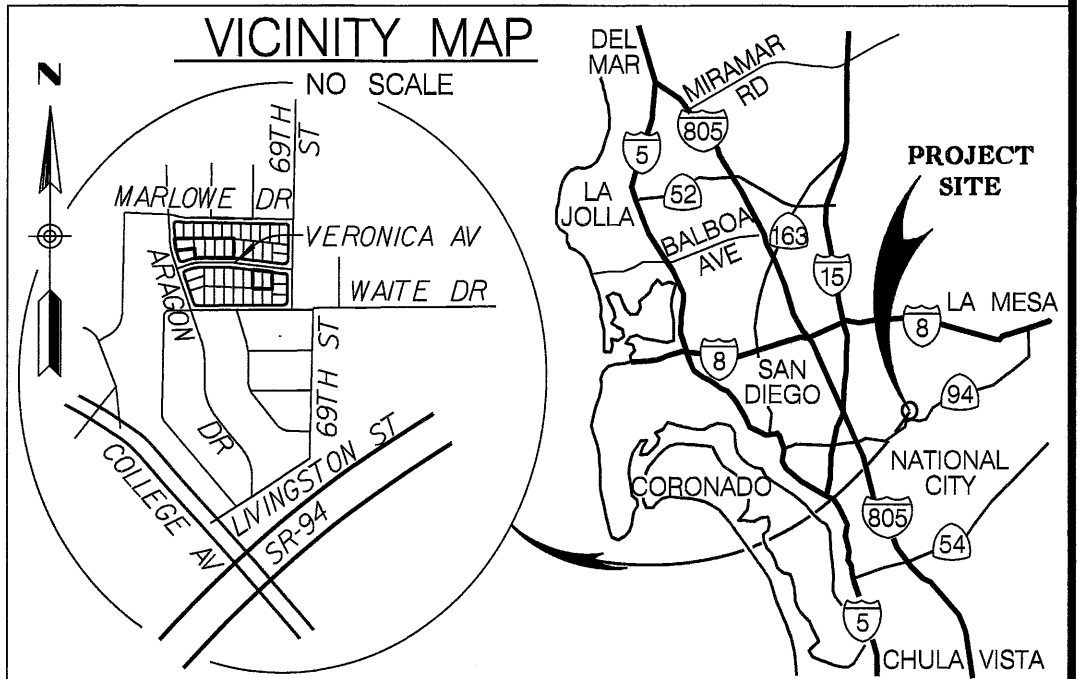 VICINITY MAP
NO SCALE
N
69TH
ST
MARLOWE DR
VERONICA AV
ARAGON
DR
WAITE DR
69TH ST
LIVINGSTON ST
SR-94
COLLEGE AV
DEL
MAR
MIRAMAR
RD
805
5
52
LA
JOLLA
BALBOA
AVE
163
15
PROJECT
SITE
LA MESA
8
8
SAN
DIEGO
94
CORONADO
NATIONAL
CITY
805
54
5
CHULA VISTA